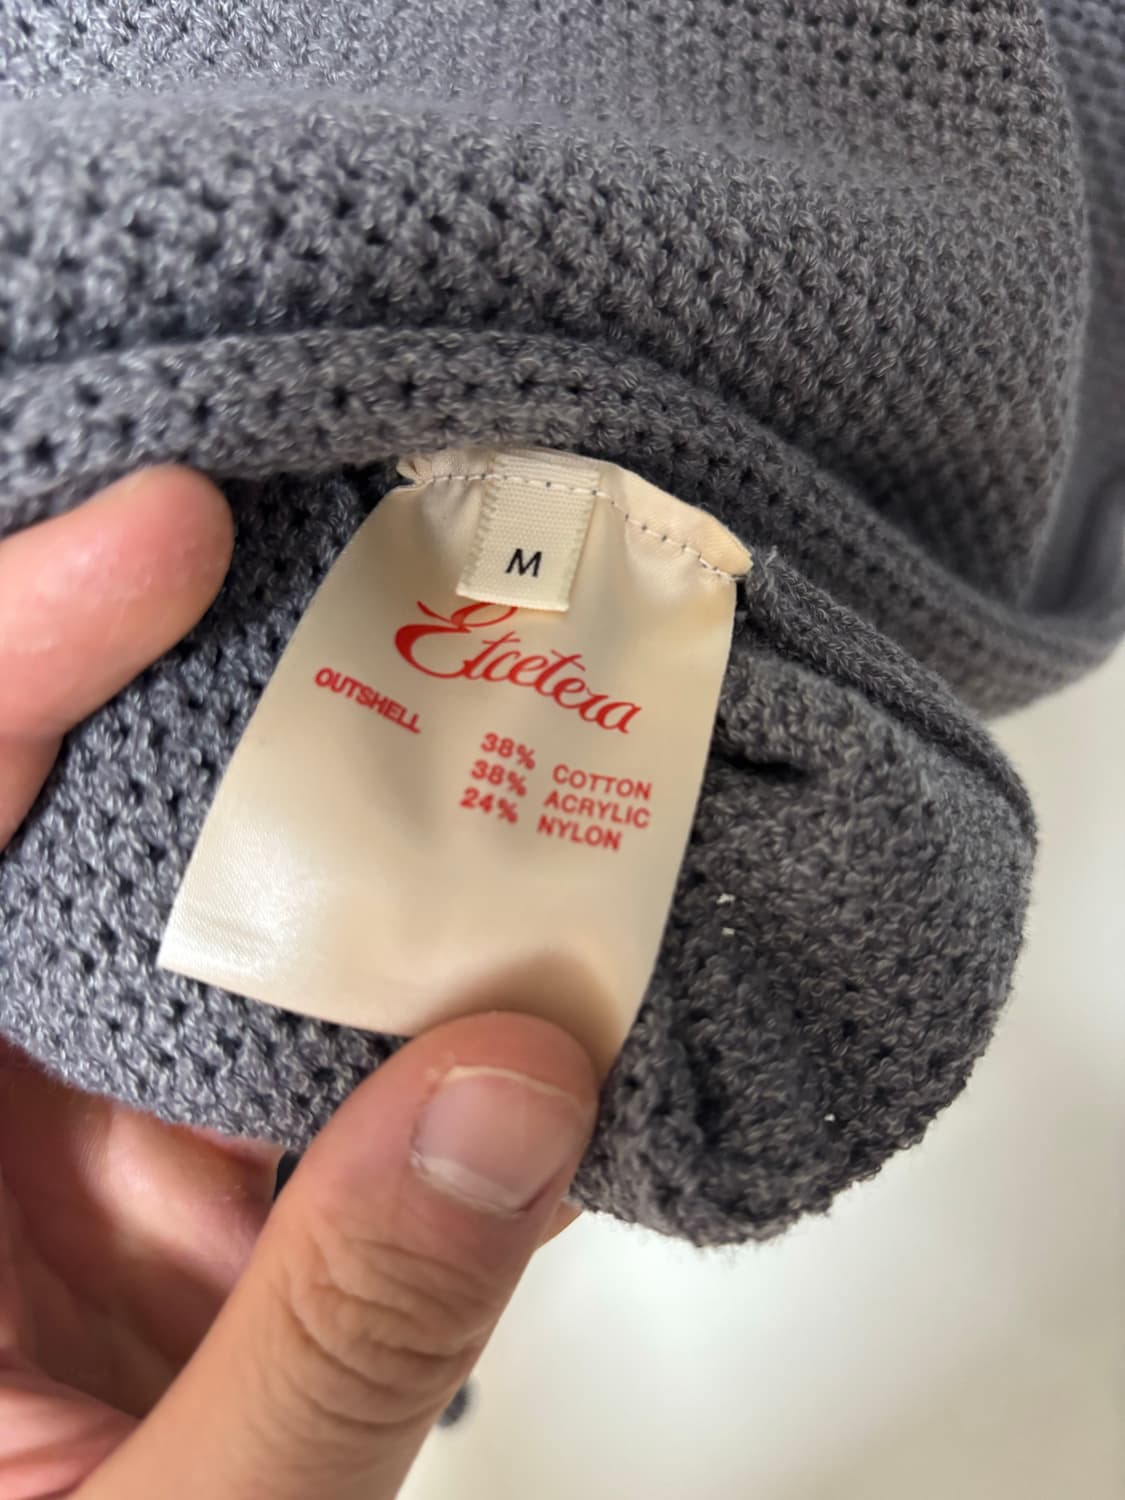 M
Etcetera
OUTSHELL
38% COTTON
38% ACRYLIC
24% NYLON